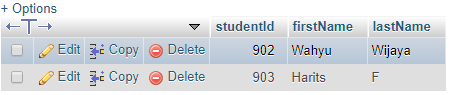 + Options
←T→ studentId firstName lastName
Edit Copy Delete 902 Wahyu Wijaya
Edit Copy Delete 903 Harits F